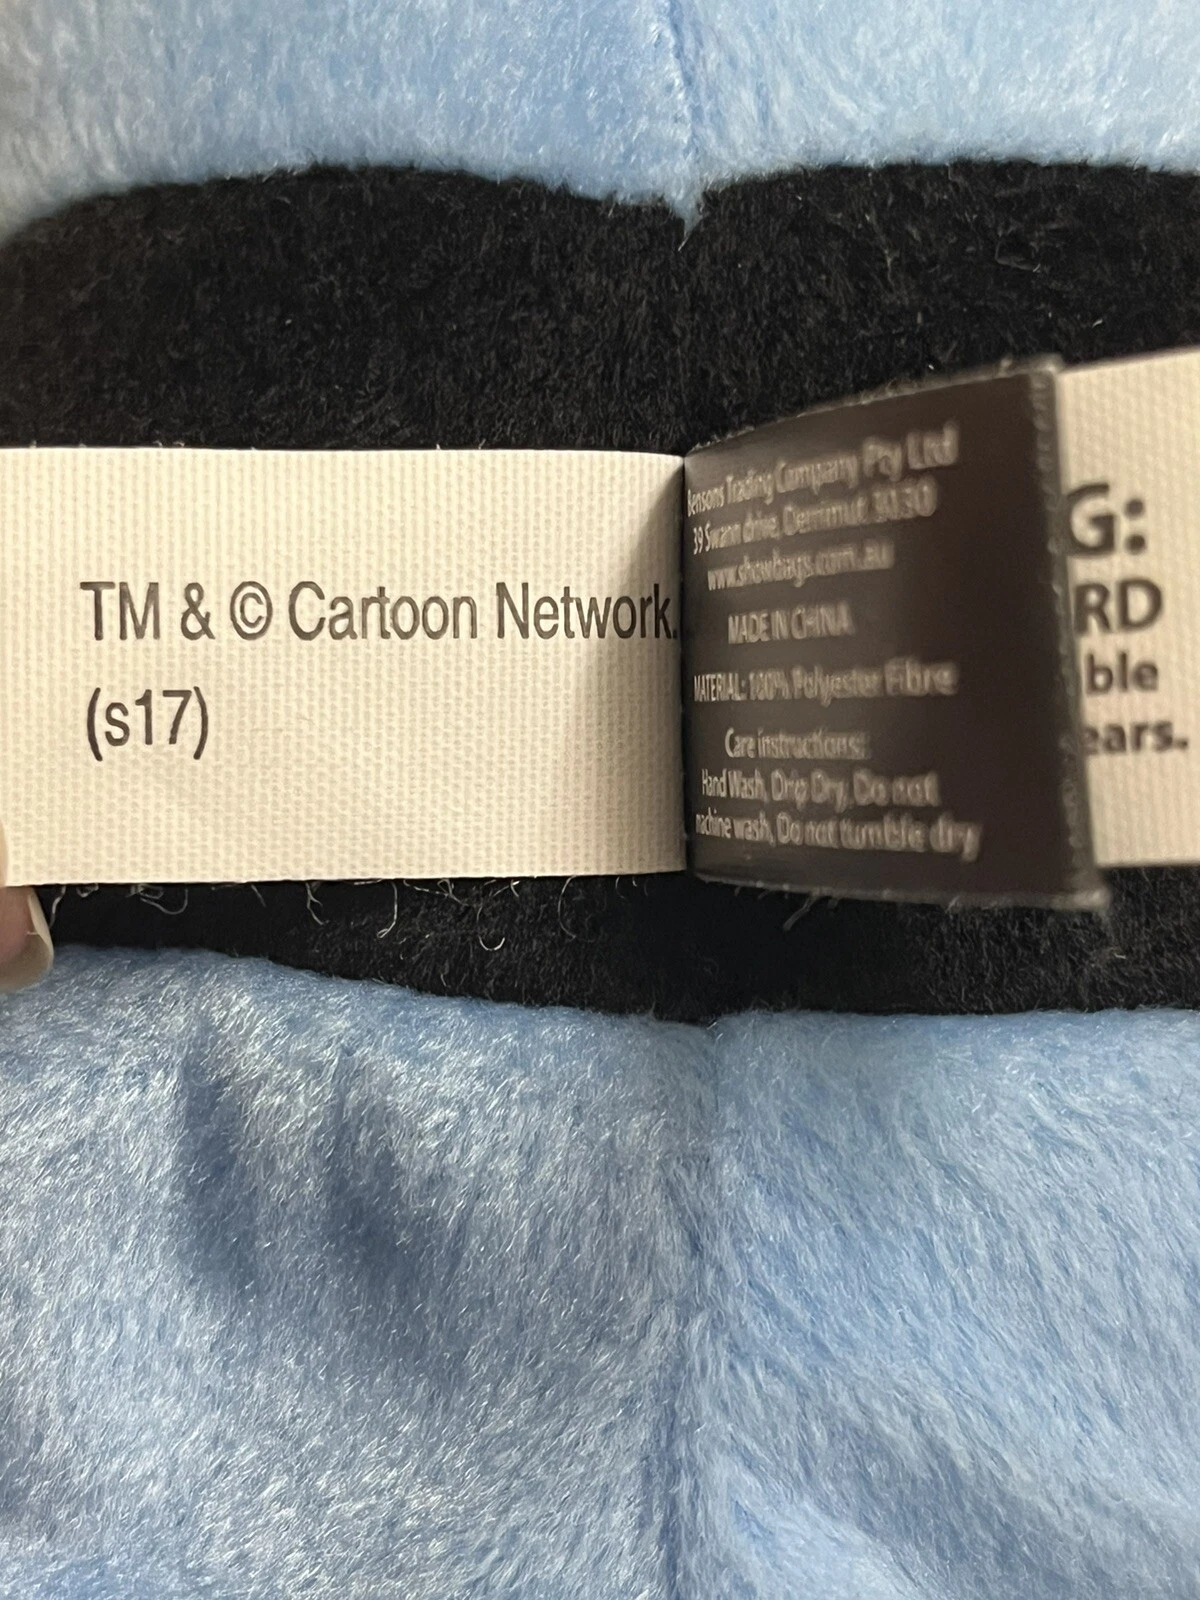 TM & © Cartoon Network.
(s17)
Bensons Trading Company Pty Ltd
39 Swann drive, Derrimut 3030
www.showbags.com.au
MADE IN CHINA
MATERIAL: 100% Polyester Fibre
Care instructions:
Hand Wash, Drip Dry, Do not
machine wash, Do not tumble dry
G:
RD
ble
ears.